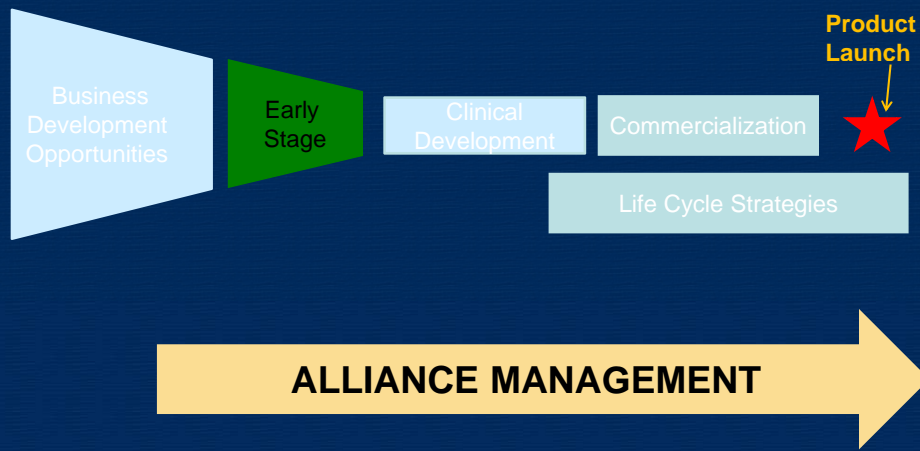 Product
Launch
Business
Development
Opportunities
Early
Stage
Clinical
Development
Commercialization
Life Cycle Strategies
ALLIANCE MANAGEMENT